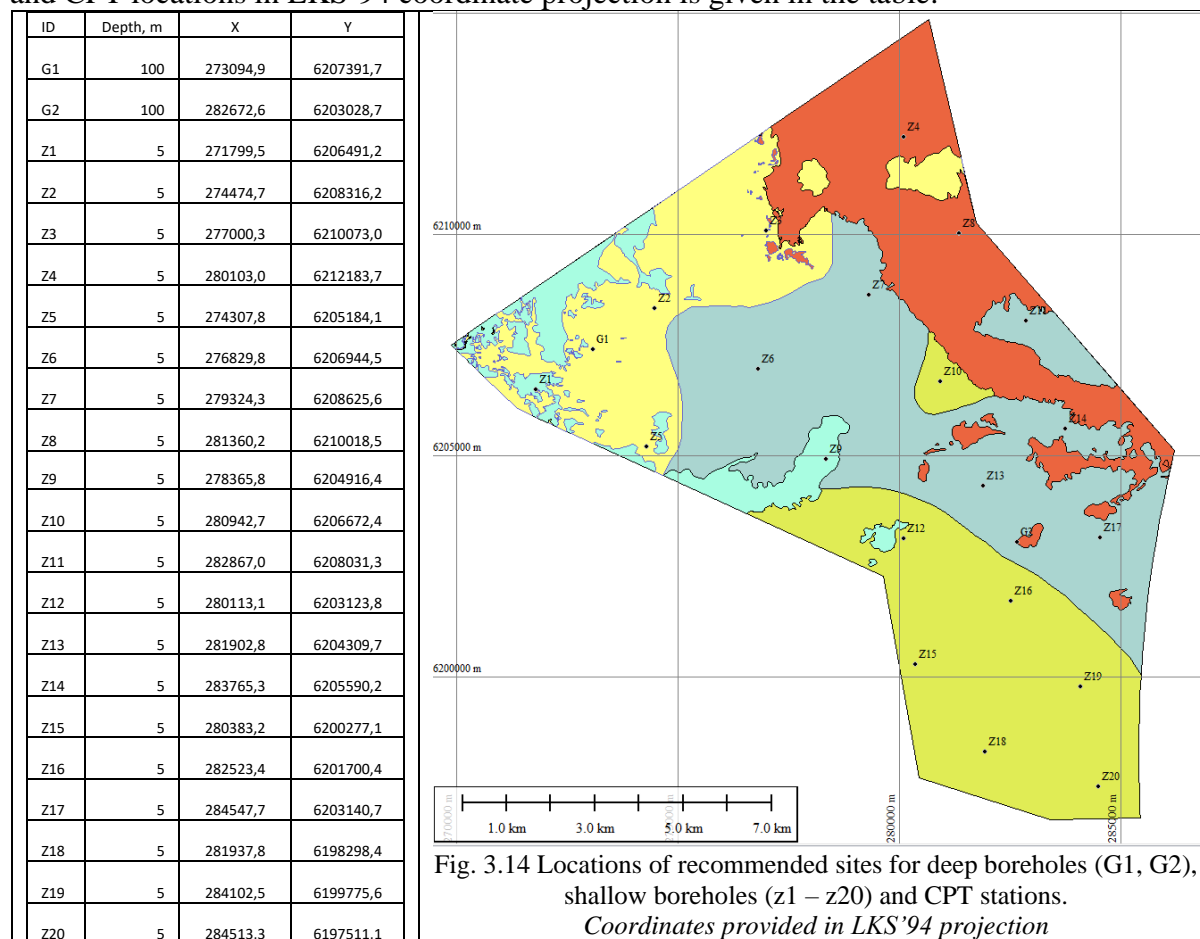 and CPT locations in LKS'94 coordinate projection is given in the table.
ID Depth, m X Y
G1 100 273094,9 6207391,7
G2 100 282672,6 6203028,7
Z1 5 271799,5 6206491,2
Z2 5 274474,7 6208316,2
Z3 5 277000,3 6210073,0
Z4 5 280103,0 6212183,7
Z5 5 274307,8 6205184,1
Z6 5 276829,8 6206944,5
Z7 5 279324,3 6208625,6
Z8 5 281360,2 6210018,5
Z9 5 278365,8 6204916,4
Z10 5 280942,7 6206672,4
Z11 5 282867,0 6208031,3
Z12 5 280113,1 6203123,8
Z13 5 281902,8 6204309,7
Z14 5 283765,3 6205590,2
Z15 5 280383,2 6200277,1
Z16 5 282523,4 6201700,4
Z17 5 284547,7 6203140,7
Z18 5 281937,8 6198298,4
Z19 5 284102,5 6199775,6
Z20 5 284513,3 6197511,1
Z4
Z3
6210000 m
Z8
Z7
Z2
Z11
G1
Z6
Z10
Z1
Z14
Z5
6205000 m
Z9
Z13
Z12
G2
Z17
Z16
Z15
6200000 m
Z19
Z18
Z20
270000 m
280000 m
285000 m
1.0 km 3.0 km 5.0 km 7.0 km
Fig. 3.14 Locations of recommended sites for deep boreholes (G1, G2),
shallow boreholes (z1 – z20) and CPT stations.
Coordinates provided in LKS'94 projection